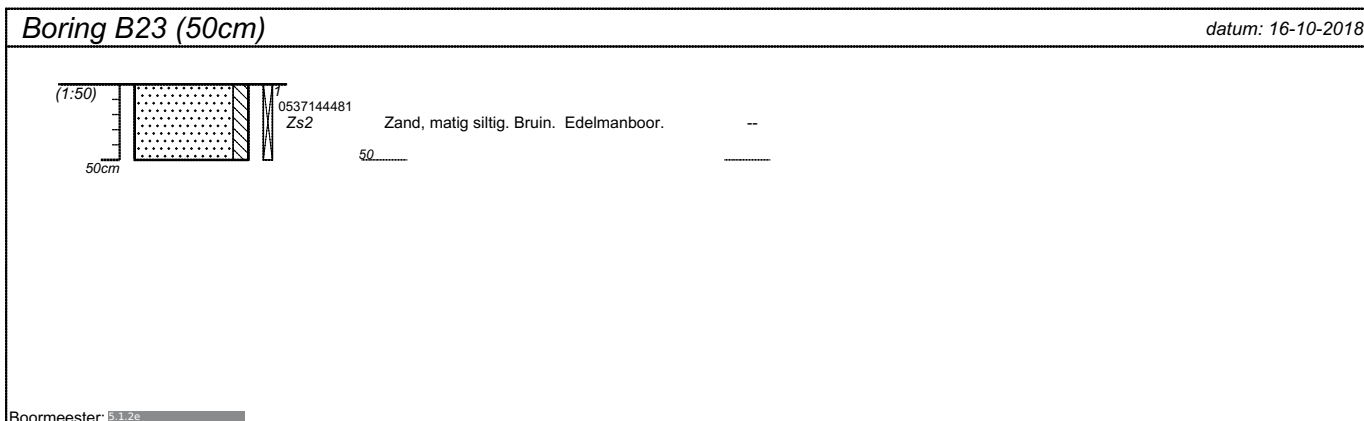 Boring B23 (50cm)
datum: 16-10-2018
(1:50)
1
0537144481
Zs2 Zand, matig siltig. Bruin. Edelmanboor. --
50
50cm
Boormeester: 5.1.2e